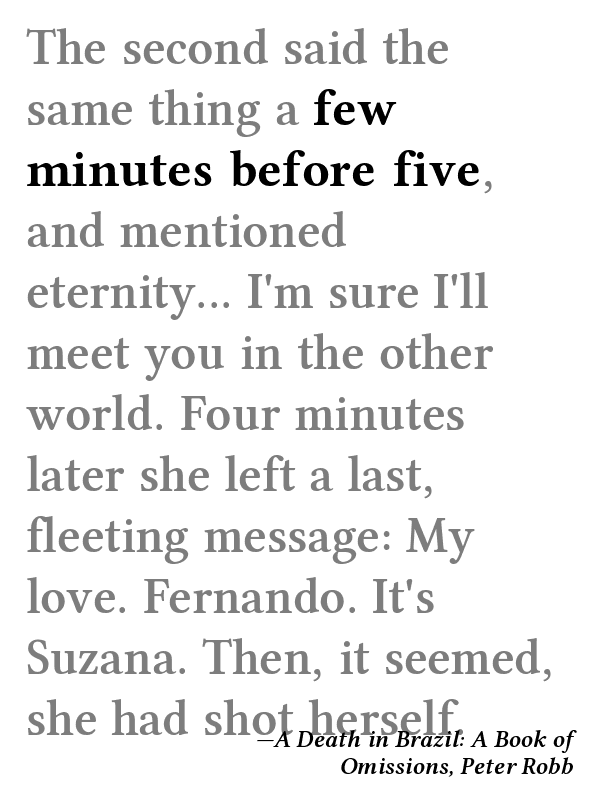 The second said the
same thing a few
minutes before five,
and mentioned
eternity... I'm sure I'll
meet you in the other
world. Four minutes
later she left a last,
fleeting message: My
love. Fernando. It's
Suzana. Then, it seemed,
she had shot herself.
—A Death in Brazil: A Book of
Omissions, Peter Robb